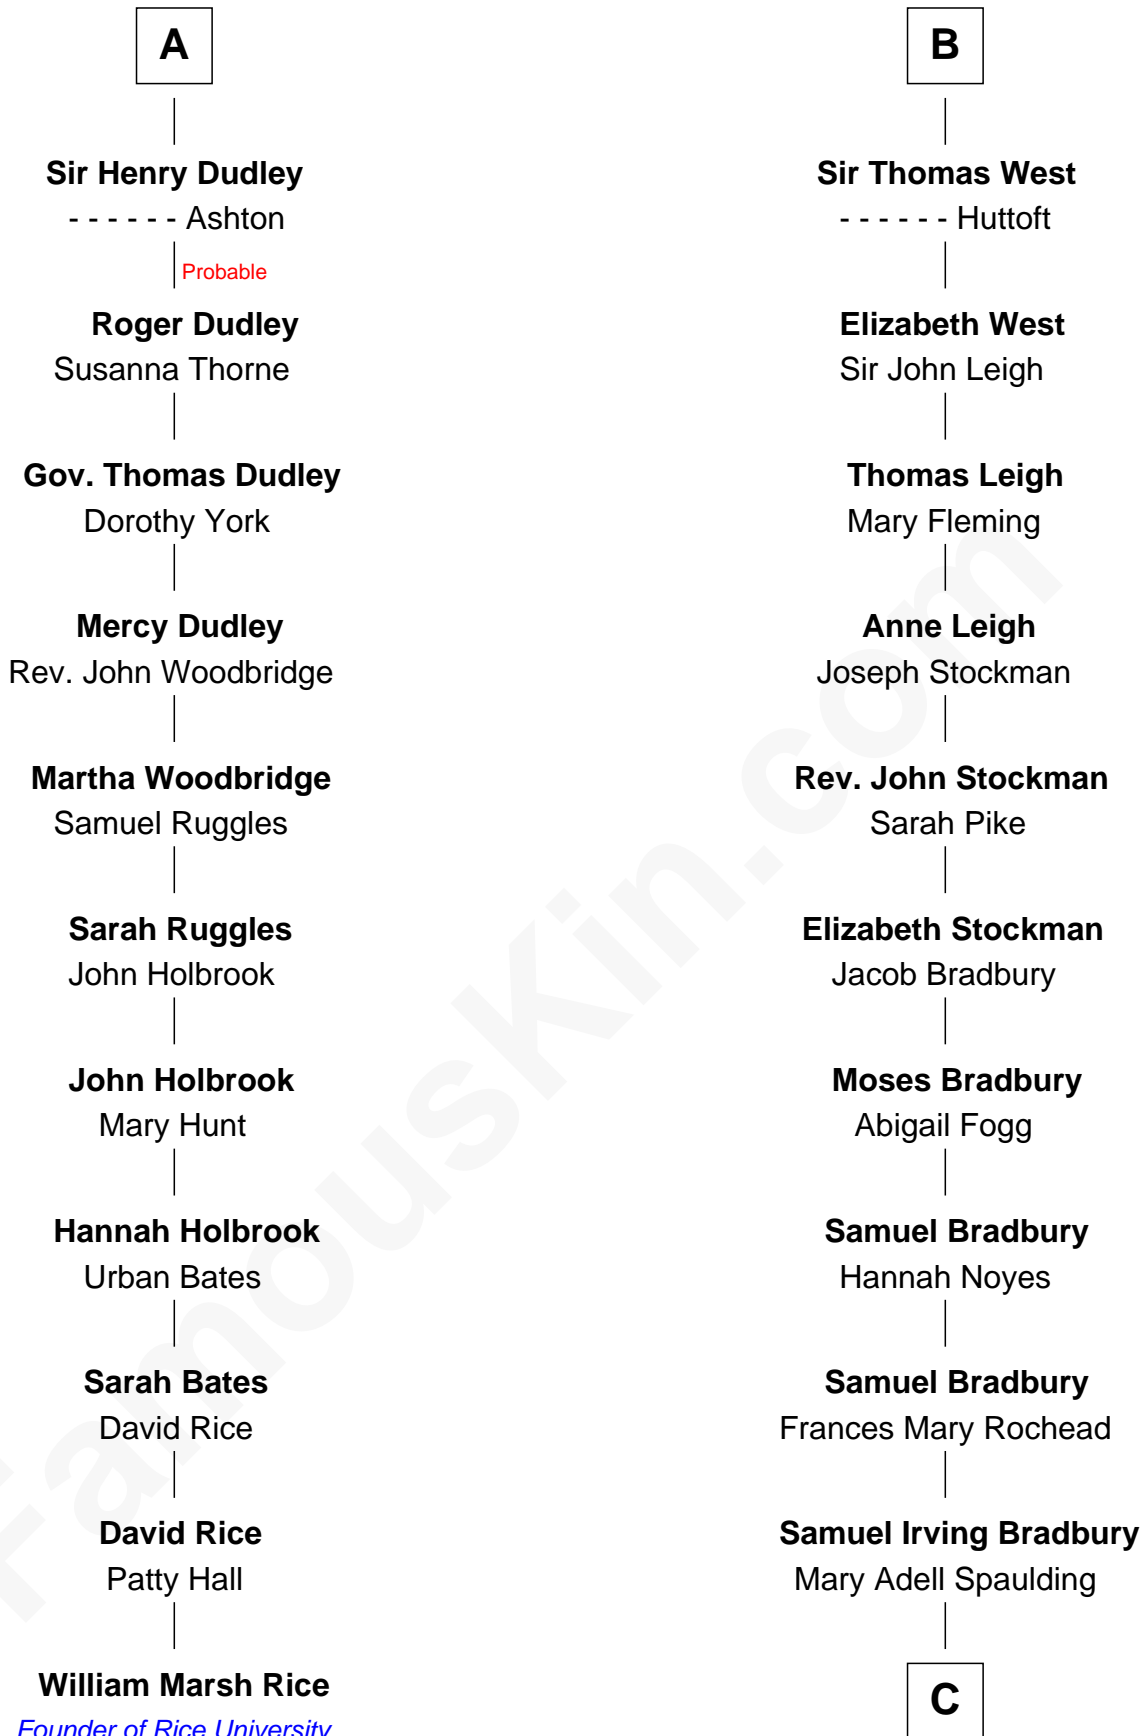 A
Sir Henry Dudley
- - - - - - Ashton
Probable
Roger Dudley
Susanna Thorne
Gov. Thomas Dudley
Dorothy York
Mercy Dudley
Rev. John Woodbridge
Martha Woodbridge
Samuel Ruggles
Sarah Ruggles
John Holbrook
John Holbrook
Mary Hunt
Hannah Holbrook
Urban Bates
Sarah Bates
David Rice
David Rice
Patty Hall
William Marsh Rice
Founder of Rice University
B
Sir Thomas West
- - - - - - Huttoft
Elizabeth West
Sir John Leigh
Thomas Leigh
Mary Fleming
Anne Leigh
Joseph Stockman
Rev. John Stockman
Sarah Pike
Elizabeth Stockman
Jacob Bradbury
Moses Bradbury
Abigail Fogg
Samuel Bradbury
Hannah Noyes
Samuel Bradbury
Frances Mary Rochead
Samuel Irving Bradbury
Mary Adell Spaulding
C
FamousKin.com